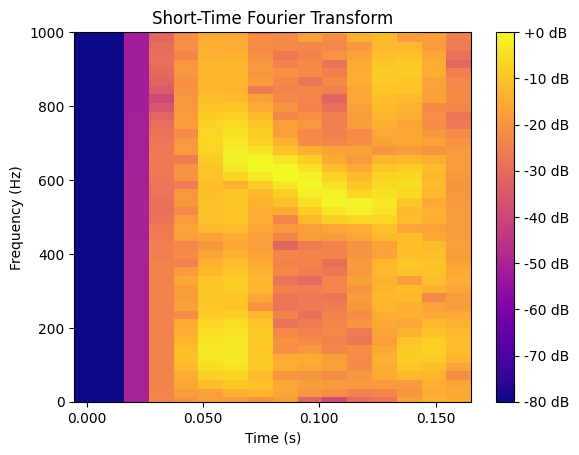 Short-Time Fourier Transform
Frequency (Hz)
1000
800
600
400
200
0
0.000
0.050
0.100
0.150
Time (s)
+0 dB
-10 dB
-20 dB
-30 dB
-40 dB
-50 dB
-60 dB
-70 dB
-80 dB